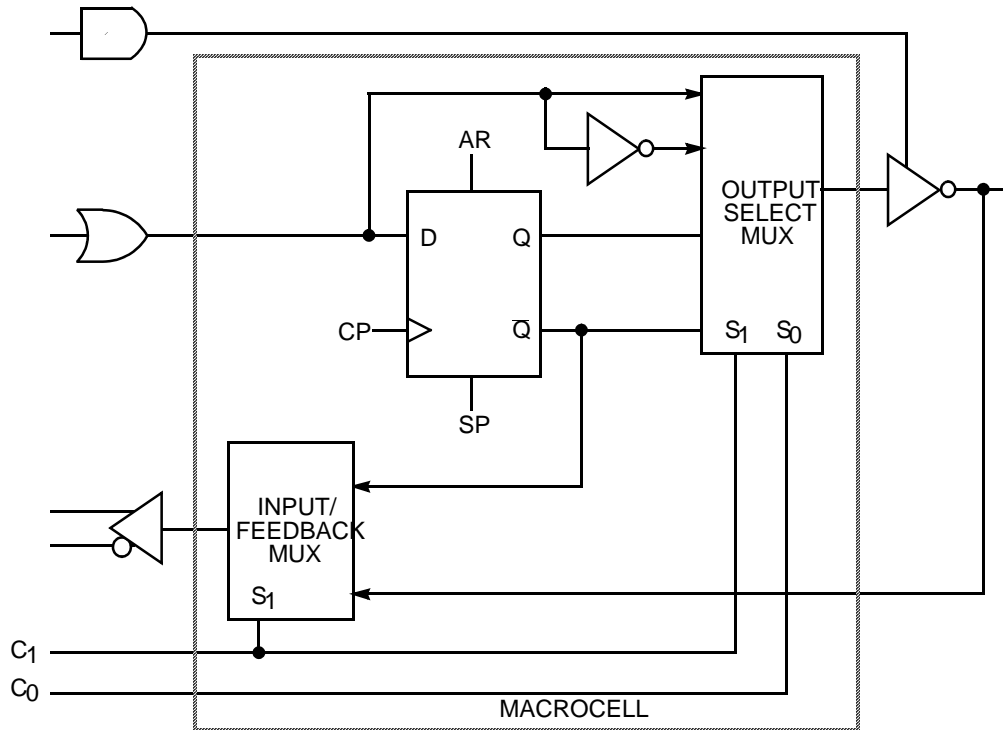 AR
OUTPUT
SELECT
MUX
D
Q
CP
Q̅
S₁
S₀
SP
INPUT/
FEEDBACK
MUX
S₁
C₁
C₀
MACROCELL